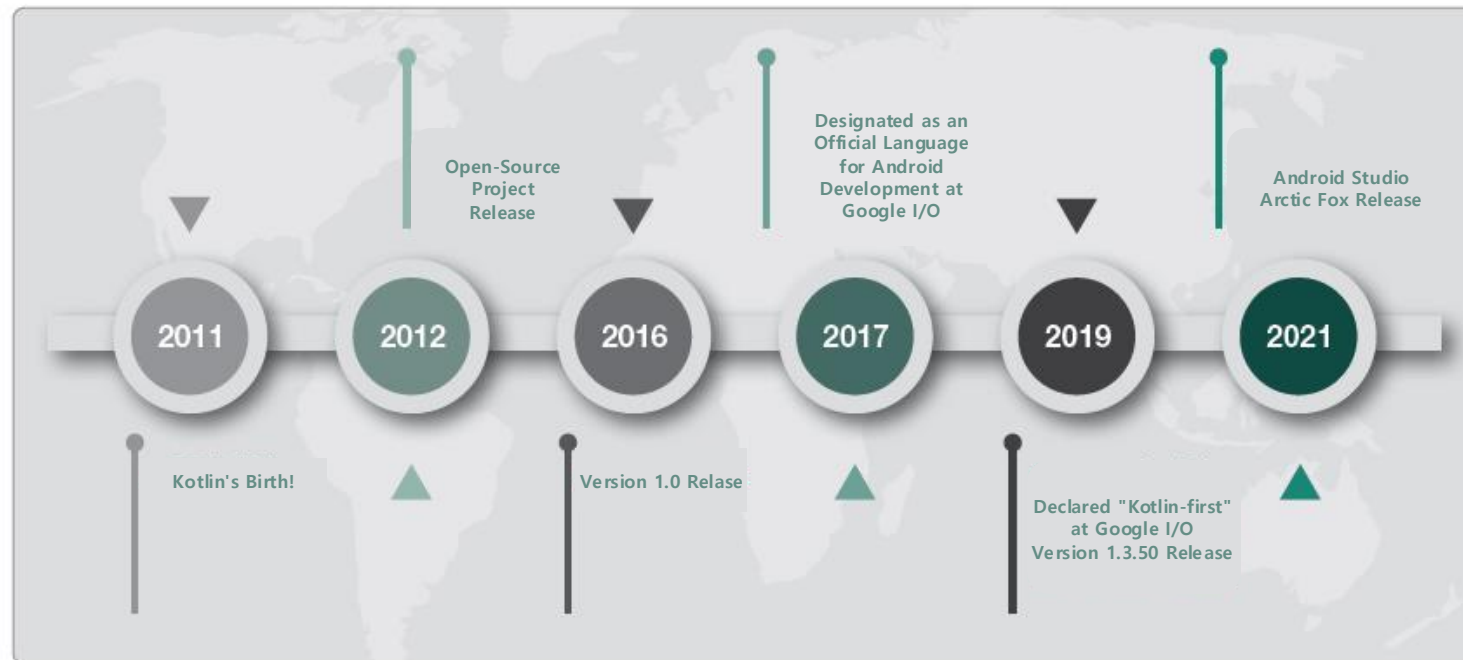 Open-Source
Project
Release
Designated as an
Official Language
for Android
Development at
Google I/O
Android Studio
Arctic Fox Release
2011
2012
2016
2017
2019
2021
Kotlin's Birth!
Version 1.0 Relase
Declared "Kotlin-first"
at Google I/O
Version 1.3.50 Release